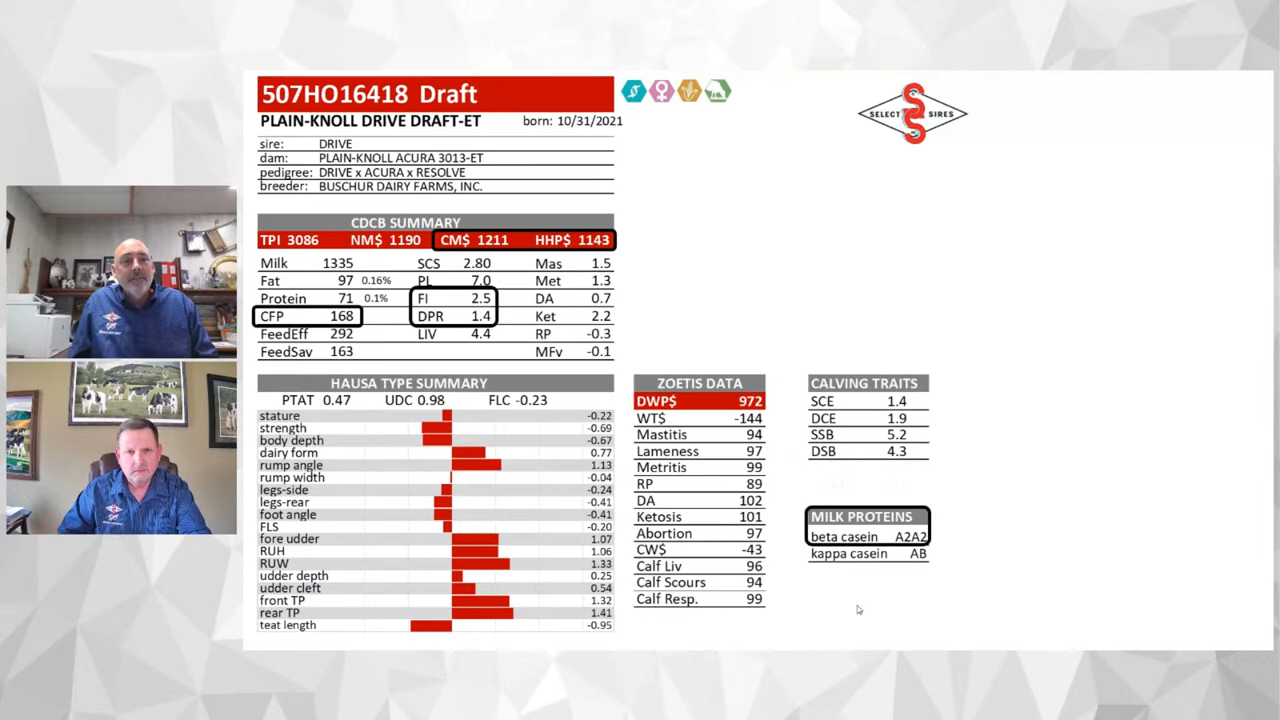 507HO16418 Draft
PLAIN-KNOLL DRIVE DRAFT-ET born: 10/31/2021
sire: DRIVE
dam: PLAIN-KNOLL ACURA 3013-ET
pedigree: DRIVE x ACURA x RESOLVE
breeder: BUSCHUR DAIRY FARMS, INC.
SELECT SIRES
CDCB SUMMARY
TPI 3086 NM$ 1190 CM$ 1211 HHP$ 1143
Milk 1335 SCS 2.80 Mas 1.5
Fat 97 0.16% PL 7.0 Met 1.3
Protein 71 0.1% FI 2.5 DA 0.7
CFP 168 DPR 1.4 Ket 2.2
FeedEff 292 LIV 4.4 RP -0.3
FeedSav 163 MFv -0.1
HAUSA TYPE SUMMARY
PTAT 0.47 UDC 0.98 FLC -0.23
stature -0.22
strength -0.69
body depth -0.67
dairy form 0.77
rump angle 1.13
rump width -0.04
legs-side -0.24
legs-rear -0.41
foot angle -0.41
FLS -0.20
fore udder 1.07
RUH 1.06
RUW 1.33
udder depth 0.25
udder cleft 0.54
front TP 1.32
rear TP 1.41
teat length -0.95
ZOETIS DATA
DWP$ 972
WT$ -144
Mastitis 94
Lameness 97
Metritis 99
RP 89
DA 102
Ketosis 101
Abortion 97
CW$ -43
Calf Liv 96
Calf Scours 94
Calf Resp. 99
CALVING TRAITS
SCE 1.4
DCE 1.9
SSB 5.2
DSB 4.3
MILK PROTEINS
beta casein A2A2
kappa casein AB